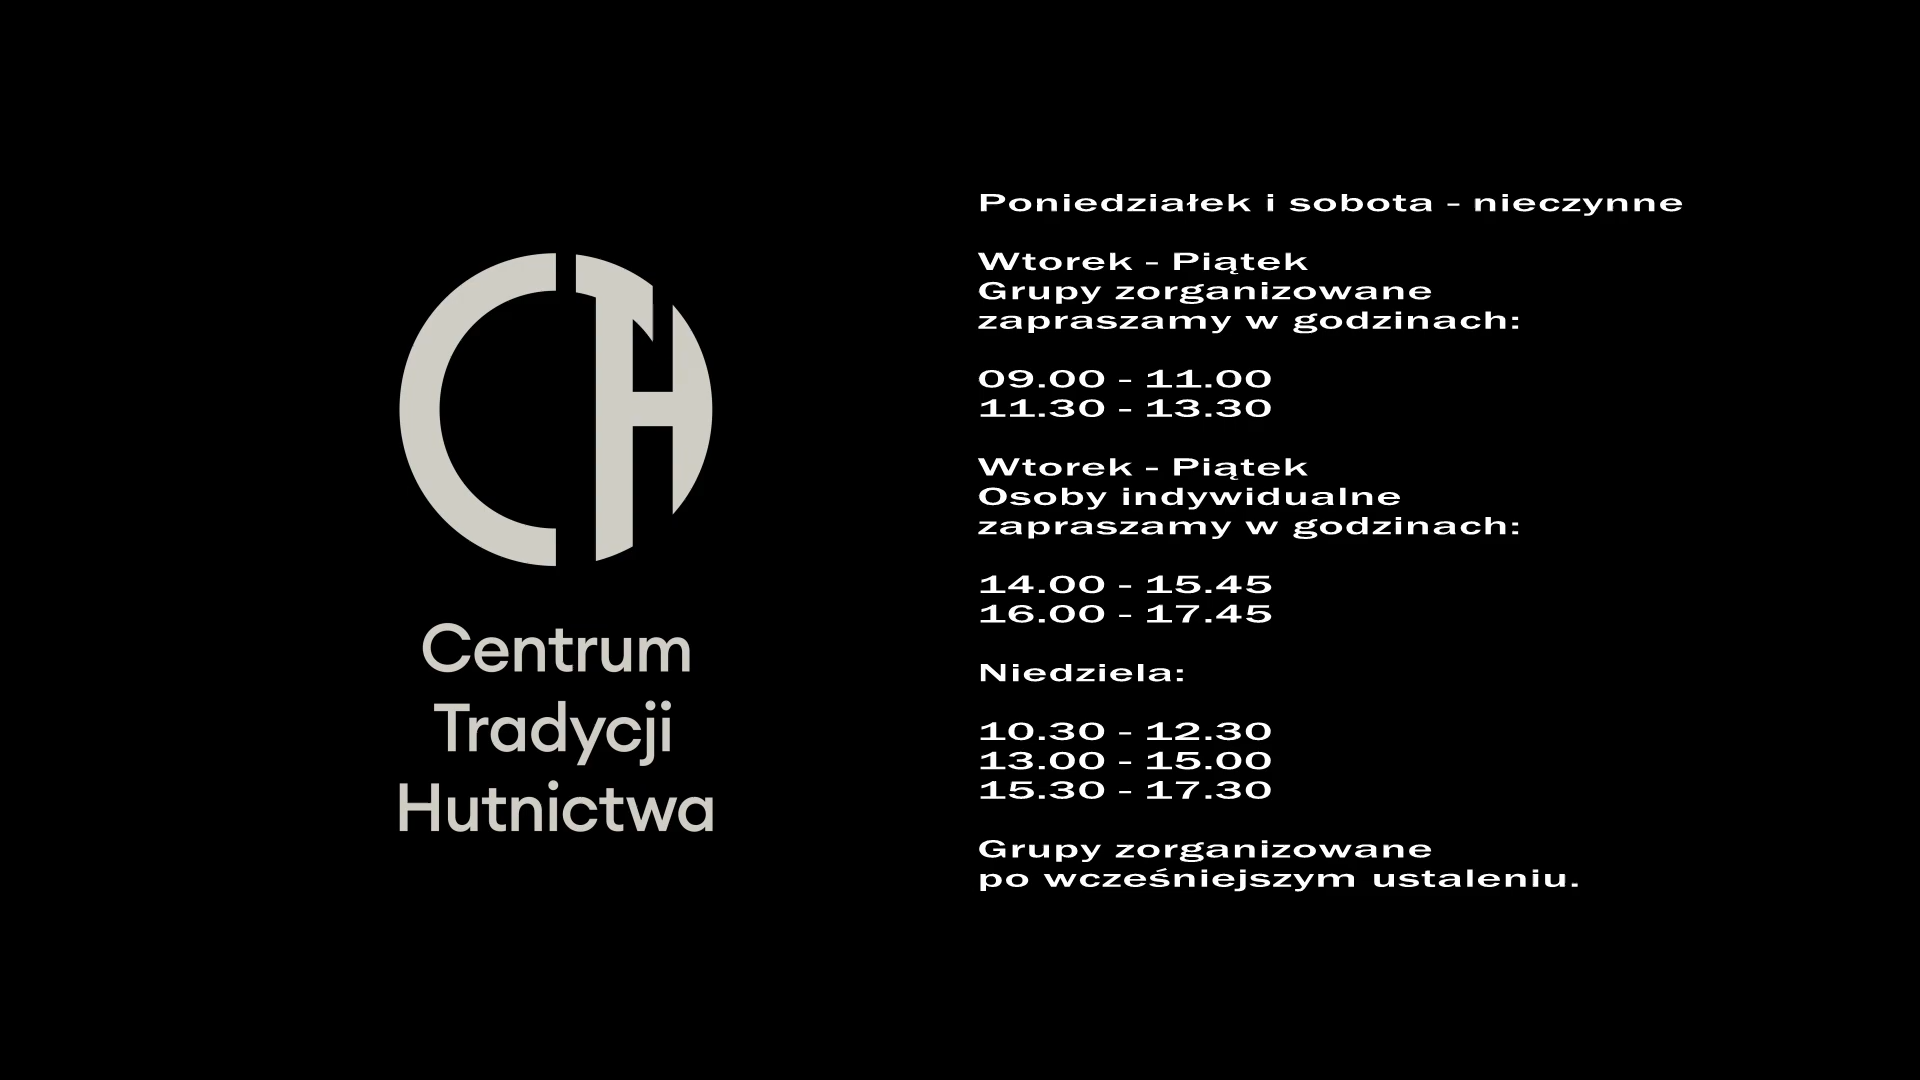 Centrum
Tradycji
Hutnictwa
Poniedziałek i sobota - nieczynne
Wtorek - Piątek
Grupy zorganizowane
zapraszamy w godzinach:
09.00 - 11.00
11.30 - 13.30
Wtorek - Piątek
Osoby indywidualne
zapraszamy w godzinach:
14.00 - 15.45
16.00 - 17.45
Niedziela:
10.30 - 12.30
13.00 - 15.00
15.30 - 17.30
Grupy zorganizowane
po wcześniejszym ustaleniu.